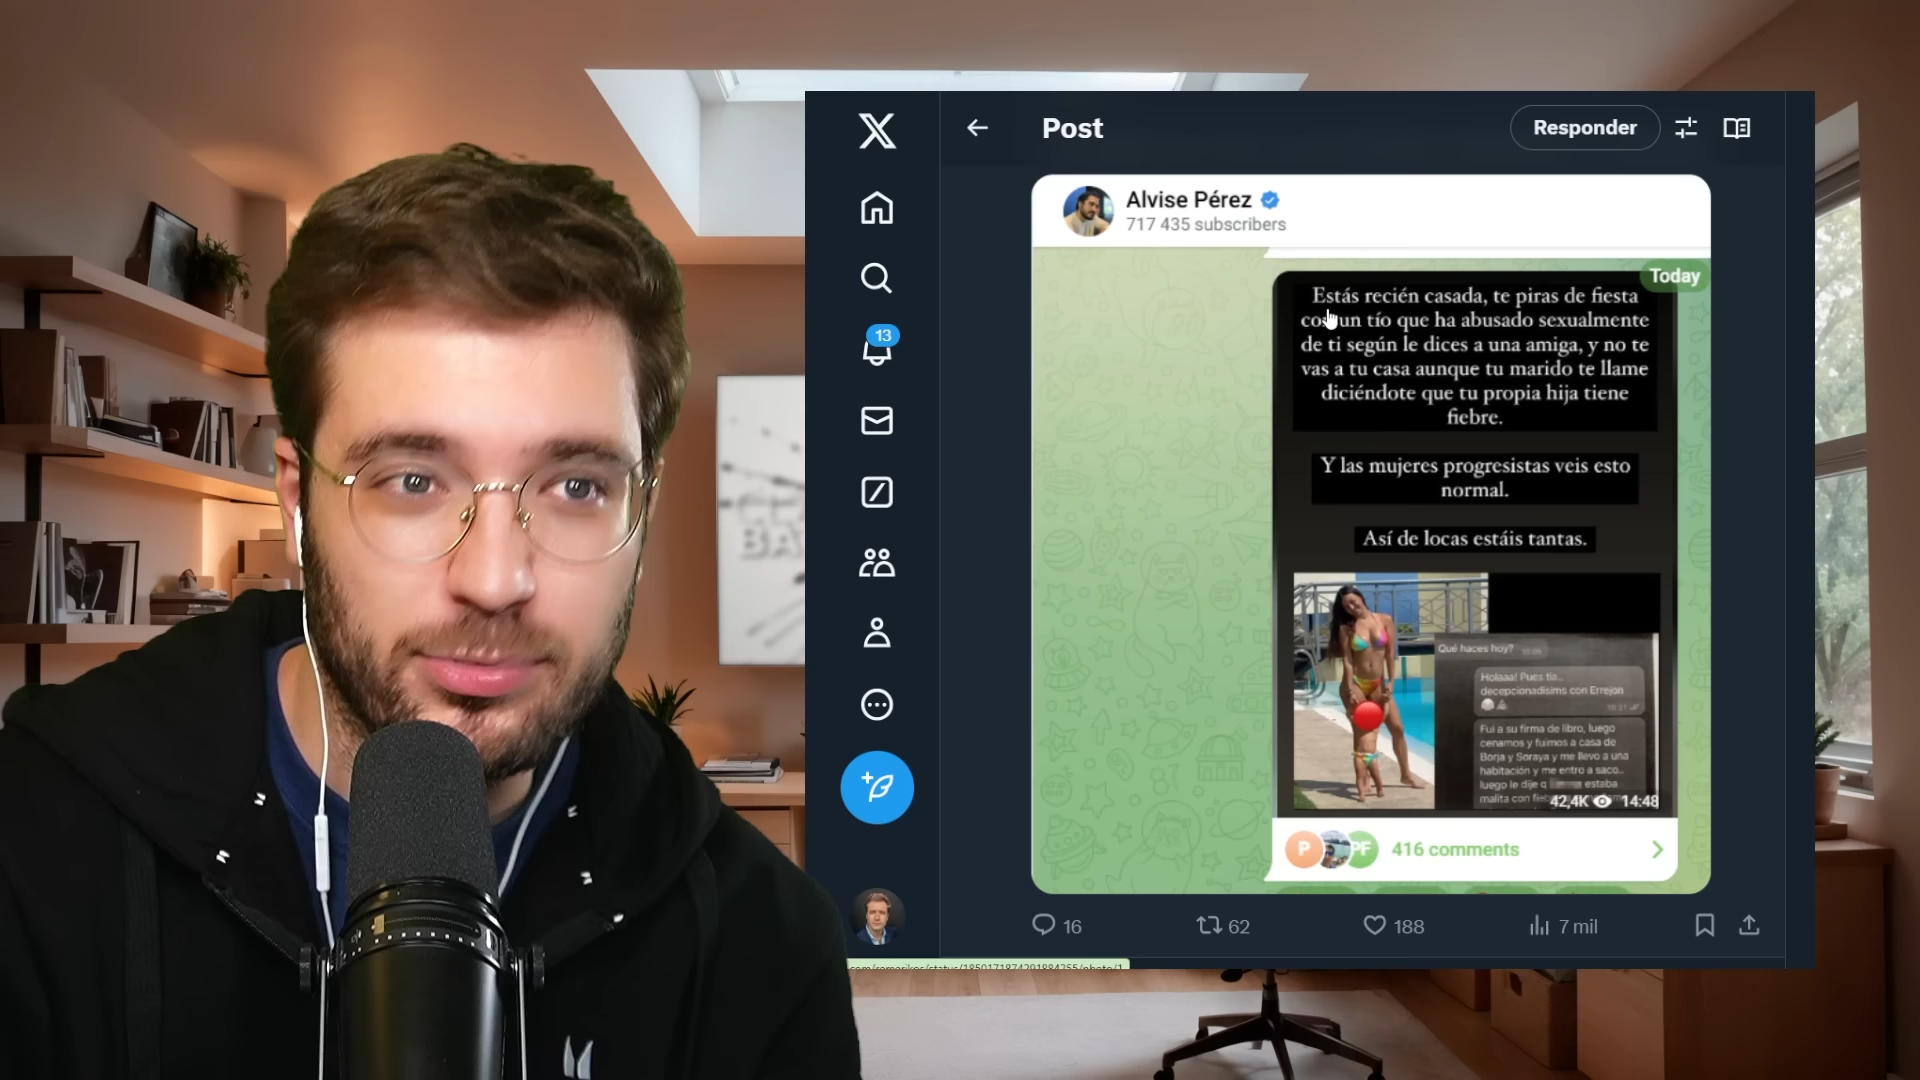 Post
Responder
13
Alvise Pérez
717 435 subscribers
Today
Estás recién casada, te piras de fiesta
un tío que ha abusado sexualmente
de ti según le dices a una amiga, y no te
vas a tu casa aunque tu marido te llame
diciéndote que tu propia hija tiene
fiebre.
Y las mujeres progresistas veis esto
normal.
Así de locas estáis tantas.
Qué haces hoy?
Holaaa! Pues tia..
decepcionadisims con Errejon
Fui a su firma de libro, luego
cenamos y fuimos a casa de
Borja y Soraya y me llevo a una
habitación y me entro a saco..
luego le dije q estaba
malita con
42,4K 14:48
P
PF
416 comments
16
62
188
7 mil